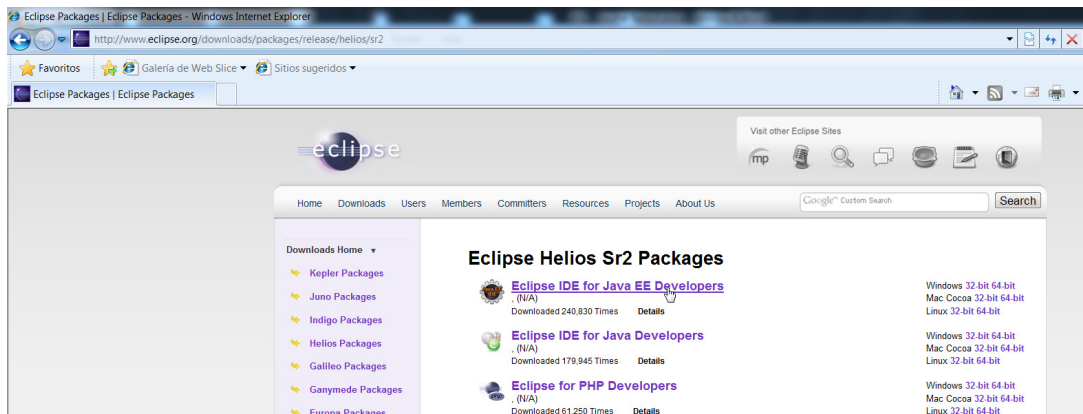 Eclipse Packages | Eclipse Packages - Windows Internet Explorer
http://www.eclipse.org/downloads/packages/release/helios/sr2
Favoritos Galería de Web Slice Sitios sugeridos
Eclipse Packages | Eclipse Packages
eclipse
Visit other Eclipse Sites
mp
Home Downloads Users Members Committers Resources Projects About Us
Google™ Custom Search
Search
Downloads Home
Kepler Packages
Juno Packages
Indigo Packages
Helios Packages
Galileo Packages
Ganymede Packages
Europa Packages
Eclipse Helios Sr2 Packages
Eclipse IDE for Java EE Developers
, (N/A)
Downloaded 240,830 Times Details
Windows 32-bit 64-bit
Mac Cocoa 32-bit 64-bit
Linux 32-bit 64-bit
Eclipse IDE for Java Developers
, (N/A)
Downloaded 179,945 Times Details
Windows 32-bit 64-bit
Mac Cocoa 32-bit 64-bit
Linux 32-bit 64-bit
php
Eclipse for PHP Developers
, (N/A)
Downloaded 61,250 Times Details
Windows 32-bit 64-bit
Mac Cocoa 32-bit 64-bit
Linux 32-bit 64-bit